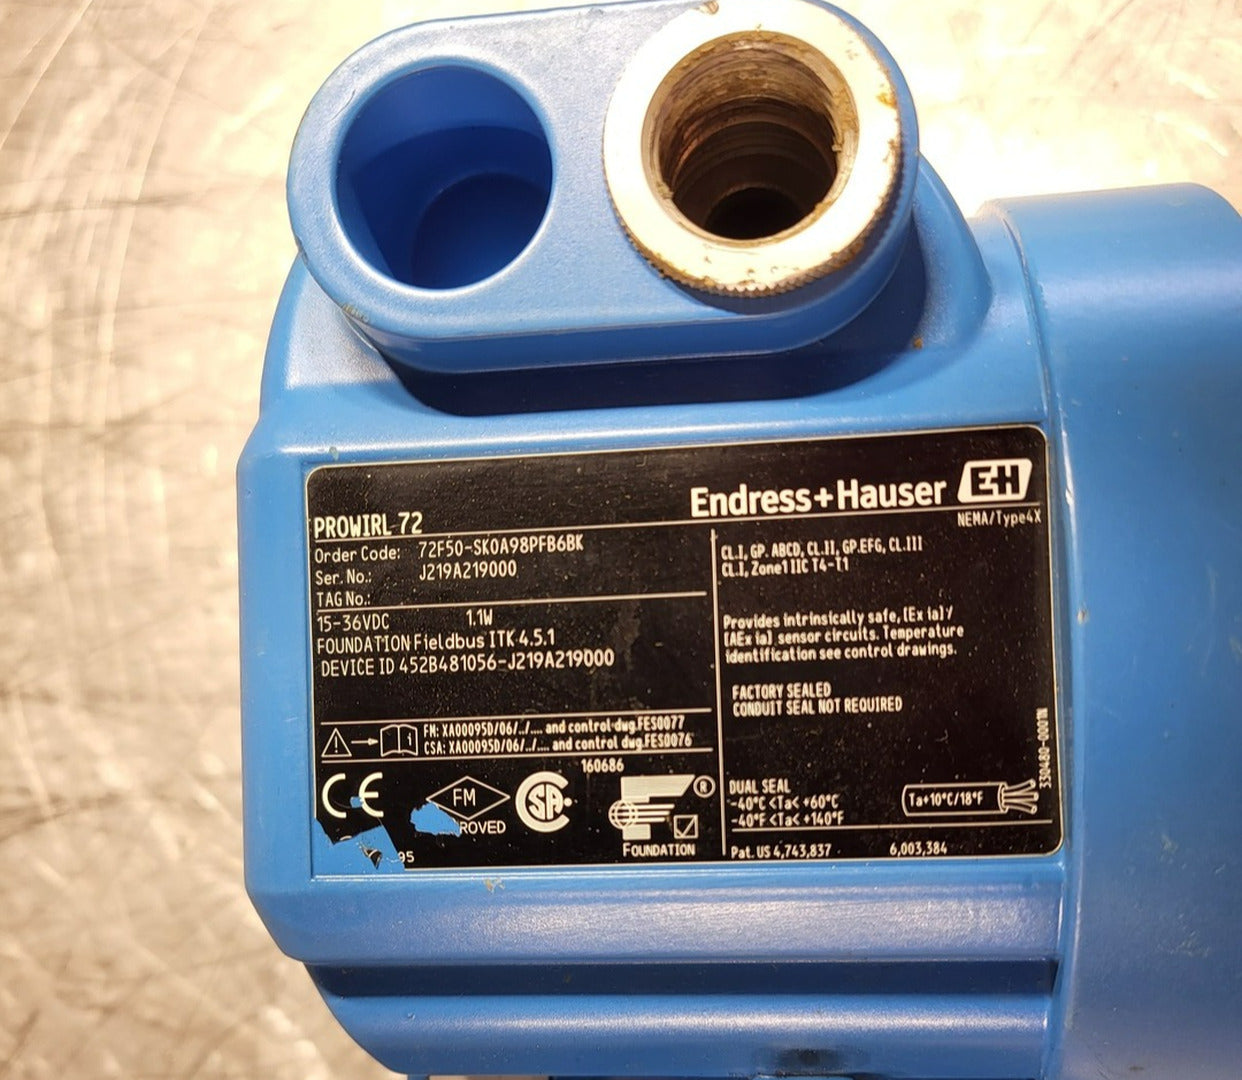 Endress+Hauser EH
NEMA/Type4X
PROWIRL 72
Order Code: 72F50-SK0A98PFB6BK
Ser. No.: J219A219000
TAG No.:
15-36VDC 1.1W
FOUNDATION Fieldbus ITK 4.5.1
DEVICE ID 452B481056-J219A219000
FM: XA00095D/06/../.... and control dwg.FES0077
CSA: XA00095D/06/../.... and control dwg.FES0076
160686
CE
FM
ROVED
SA
®
FOUNDATION
95
CL.I, GP. ABCD, CL.II, GP.EFG, CL.III
CL.I, Zone1 IIC T4-T1
Provides intrinsically safe, [Ex ia] /
[AEx ia] sensor circuits. Temperature
identification see control drawings.
FACTORY SEALED
CONDUIT SEAL NOT REQUIRED
DUAL SEAL
-40°C <Ta< +60°C
-40°F <Ta< +140°F
Ta+10°C/18°F
Pat. US 4,743,837 6,003,384
330480-0001N